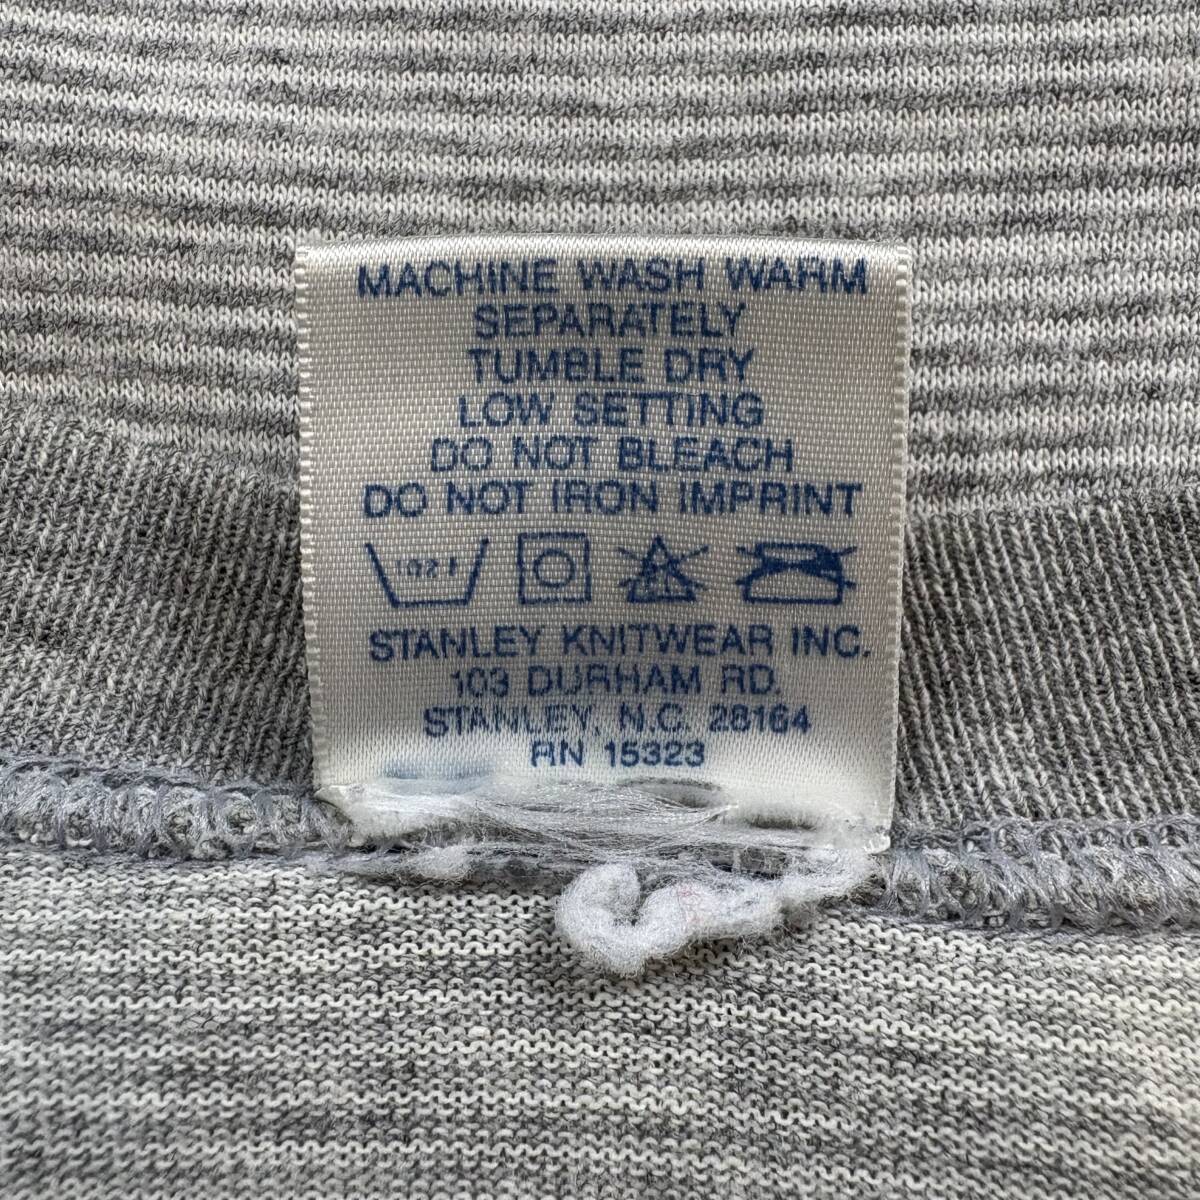 MACHINE WASH WARM
SEPARATELY
TUMBLE DRY
LOW SETTING
DO NOT BLEACH
DO NOT IRON IMPRINT
102 F
STANLEY KNITWEAR INC.
103 DURHAM RD.
STANLEY, N.C. 28164
RN 15323